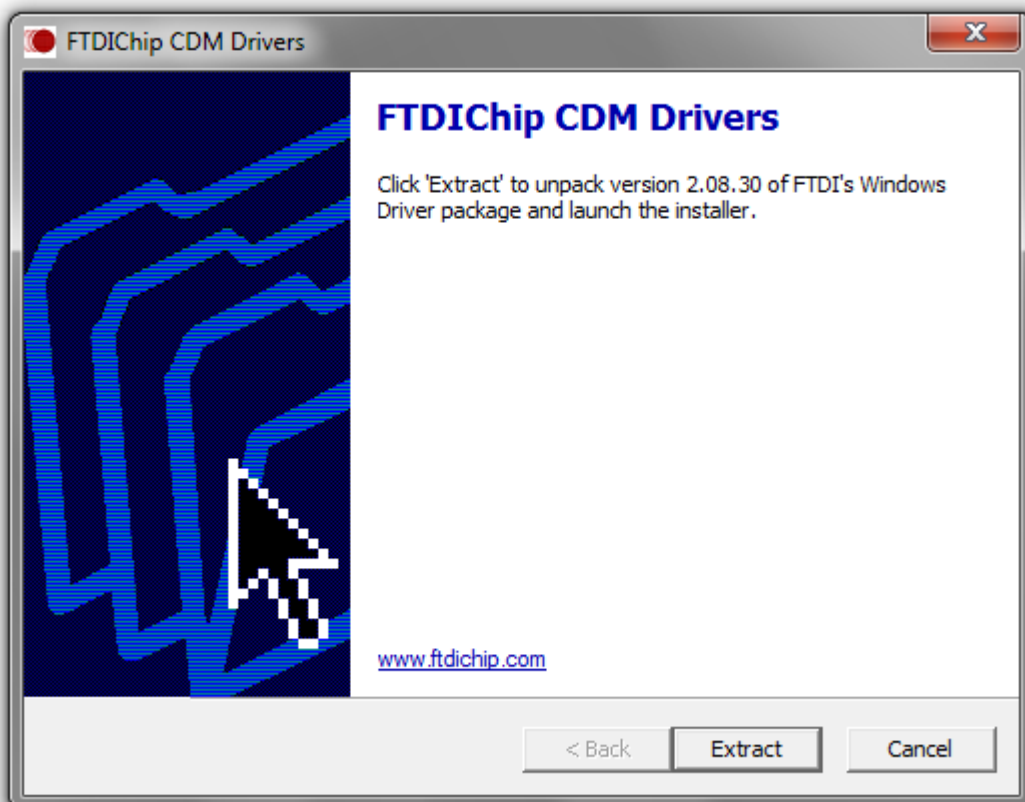 FTDIChip CDM Drivers
FTDIChip CDM Drivers
Click 'Extract' to unpack version 2.08.30 of FTDI's Windows
Driver package and launch the installer.
www.ftdichip.com
< Back
Extract
Cancel